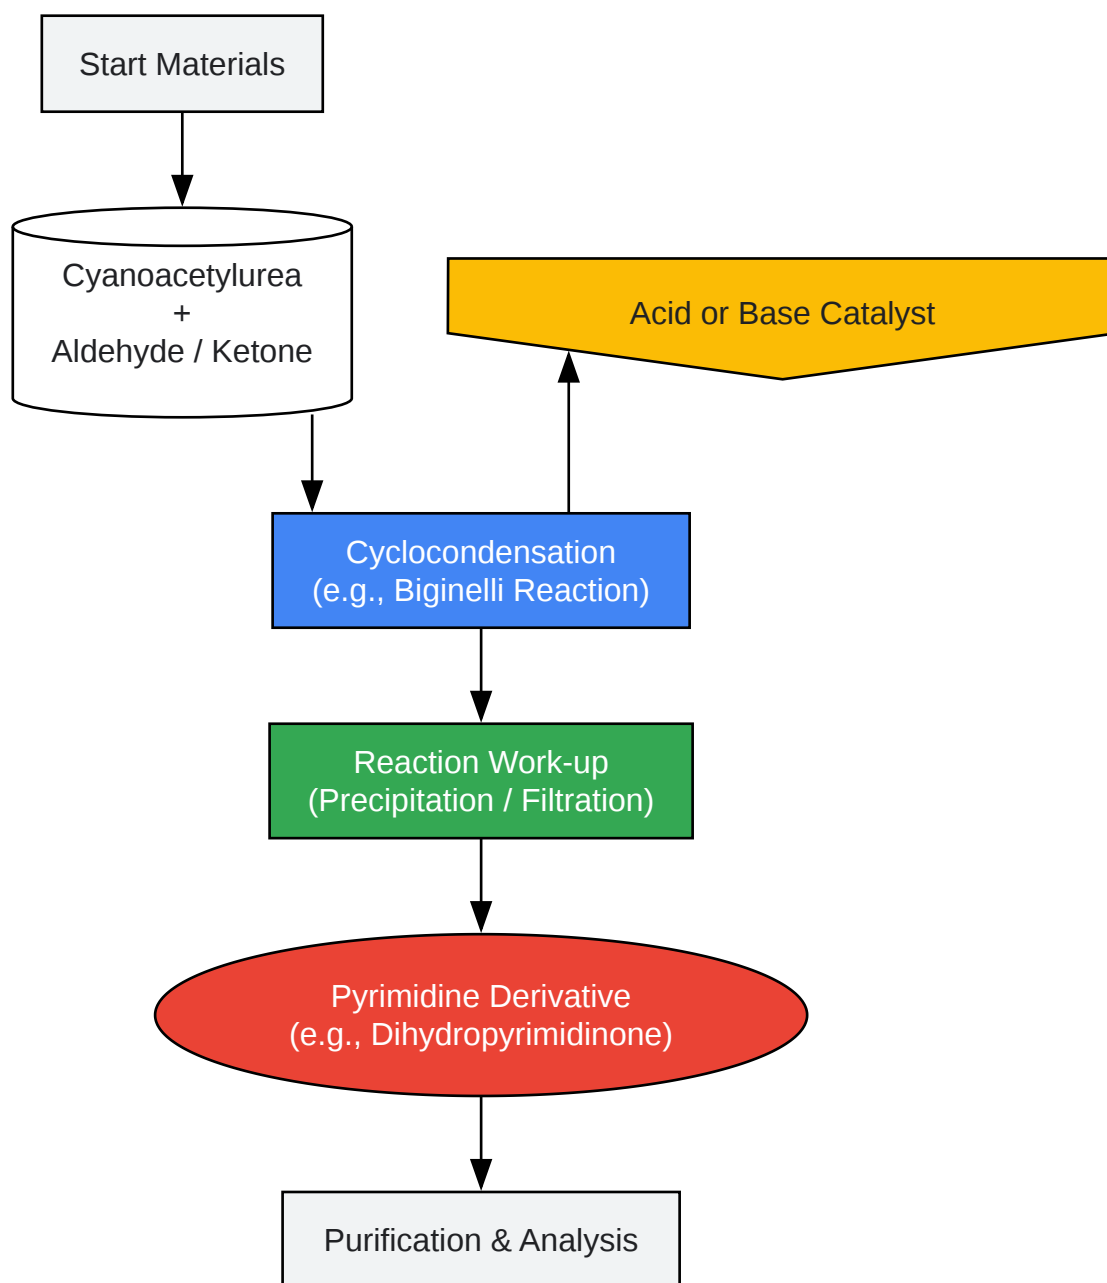 Start Materials
Cyanoacetylurea
+
Aldehyde / Ketone
Acid or Base Catalyst
Cyclocondensation
(e.g., Biginelli Reaction)
Reaction Work-up
(Precipitation / Filtration)
Pyrimidine Derivative
(e.g., Dihydropyrimidinone)
Purification & Analysis